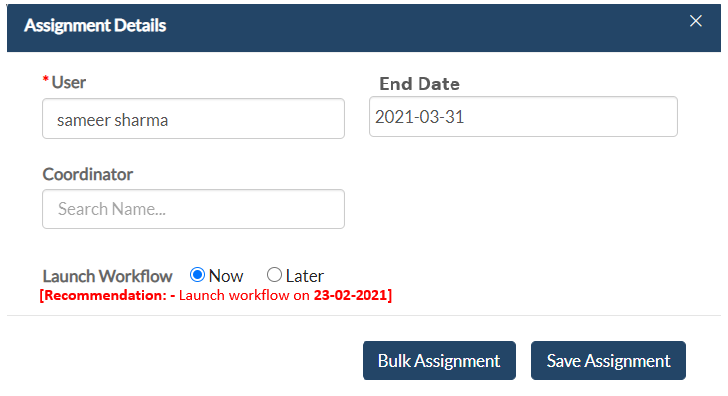 Assignment Details
* User
End Date
sameer sharma
2021-03-31
Coordinator
Search Name...
Launch Workflow Now Later
[Recommendation: - Launch workflow on 23-02-2021]
Bulk Assignment Save Assignment